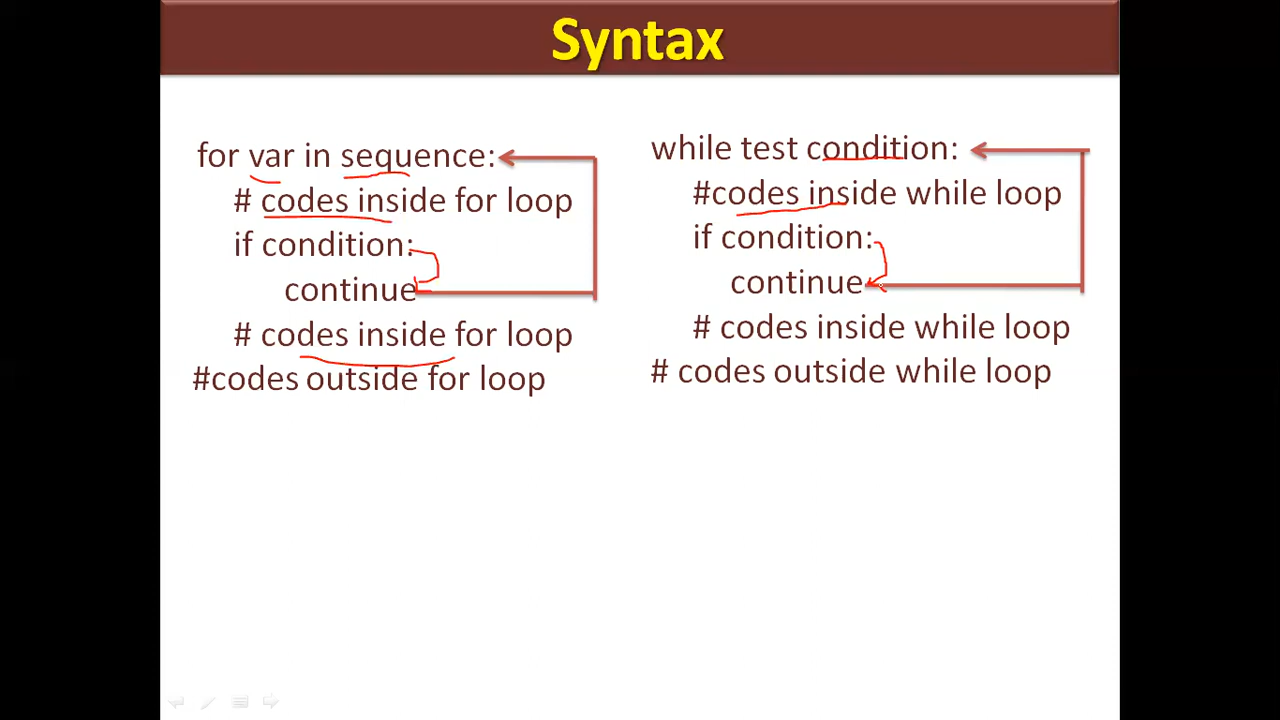 Syntax
for var in sequence:
# codes inside for loop
if condition:
continue
# codes inside for loop
#codes outside for loop
while test condition:
#codes inside while loop
if condition:
continue
# codes inside while loop
# codes outside while loop